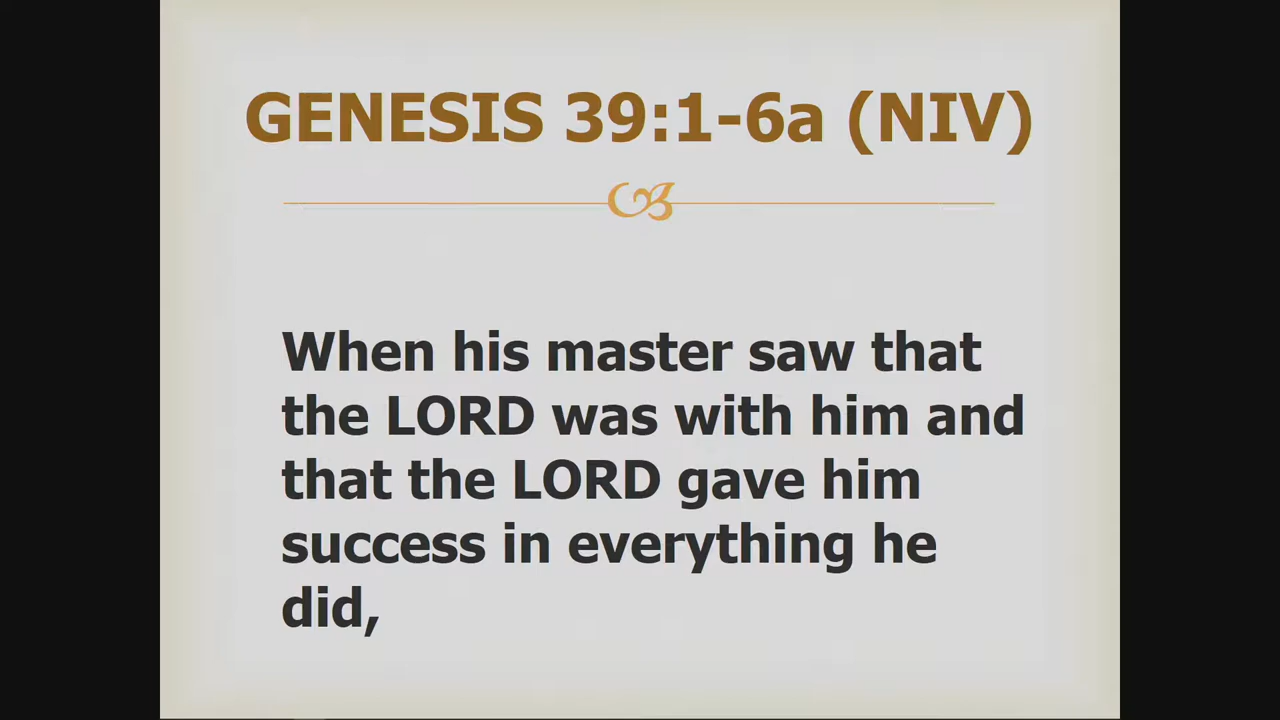 GENESIS 39:1-6a (NIV)
When his master saw that
the LORD was with him and
that the LORD gave him
success in everything he
did,